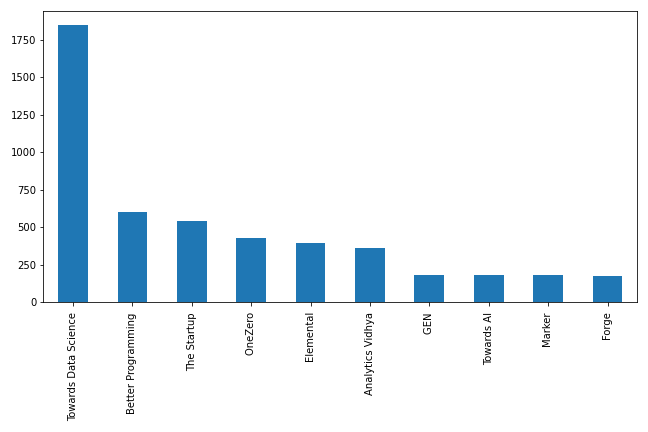 1750
1500
1250
1000
750
500
250
0
Towards Data Science
Better Programming
The Startup
OneZero
Elemental
Analytics Vidhya
GEN
Towards AI
Marker
Forge